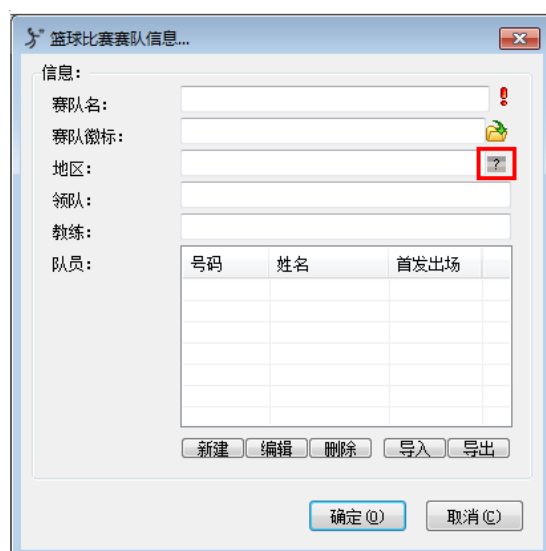 篮球比赛赛队信息...
信息：
赛队名：
赛队徽标：
地区：
?
领队：
教练：
队员：
号码 姓名 首发出场
新建 编辑 删除 导入 导出
确定(O) 取消(C)